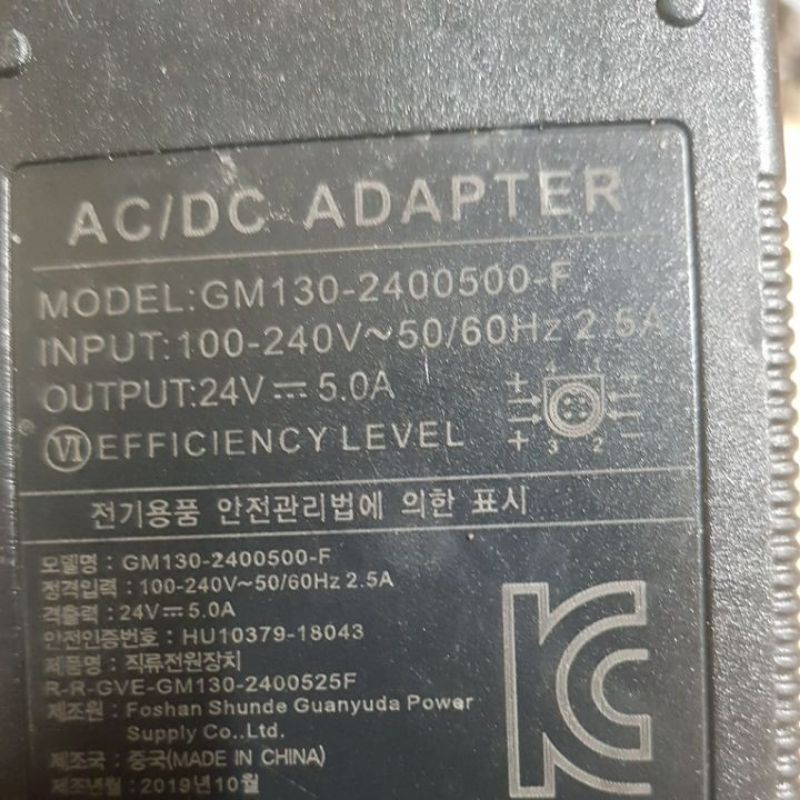 AC/DC ADAPTER
MODEL:GM130-2400500-F
INPUT:100-240V~50/60Hz 2.5A
OUTPUT:24V⎓5.0A
+ 4 1 −
+ 3 2 −
Ⅵ EFFICIENCY LEVEL
전기용품 안전관리법에 의한 표시
모델명 : GM130-2400500-F
정격입력 : 100-240V~50/60Hz 2.5A
격출력 : 24V⎓5.0A
안전인증번호 : HU10379-18043
제품명 : 직류전원장치
R-R-GVE-GM130-2400525F
제조원 : Foshan Shunde Guanyuda Power
Supply Co..Ltd.
제조국 : 중국(MADE IN CHINA)
제조년월 : 2019년10월
KC